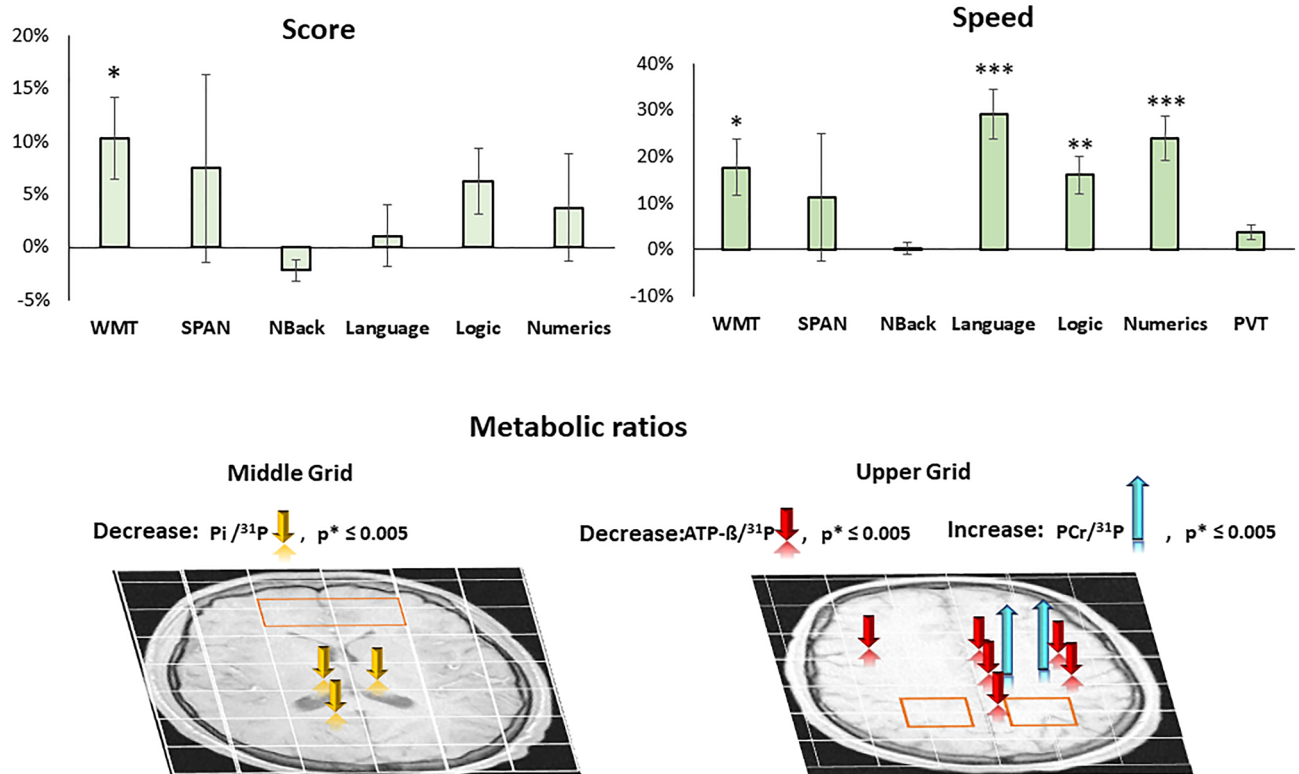 Score
20%
15%
10%
5%
0%
-5%
*
WMT SPAN NBack Language Logic Numerics
Speed
40%
30%
20%
10%
0%
-10%
* *** ** ***
WMT SPAN NBack Language Logic Numerics PVT
Metabolic ratios
Middle Grid
Decrease: Pi /³¹P , p* ≤ 0.005
Upper Grid
Decrease:ATP-ß/³¹P , p* ≤ 0.005
Increase: PCr/³¹P , p* ≤ 0.005